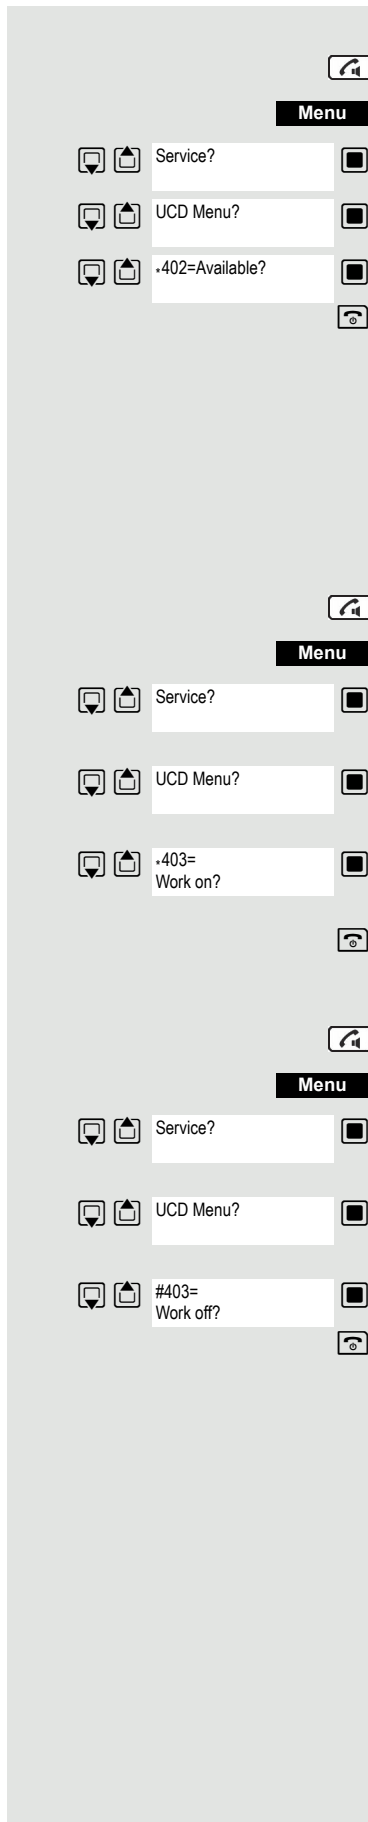 Menu
Service?
UCD Menu?
*402=Available?
Menu
Service?
UCD Menu?
*403=
Work on?
Menu
Service?
UCD Menu?
#403=
Work off?